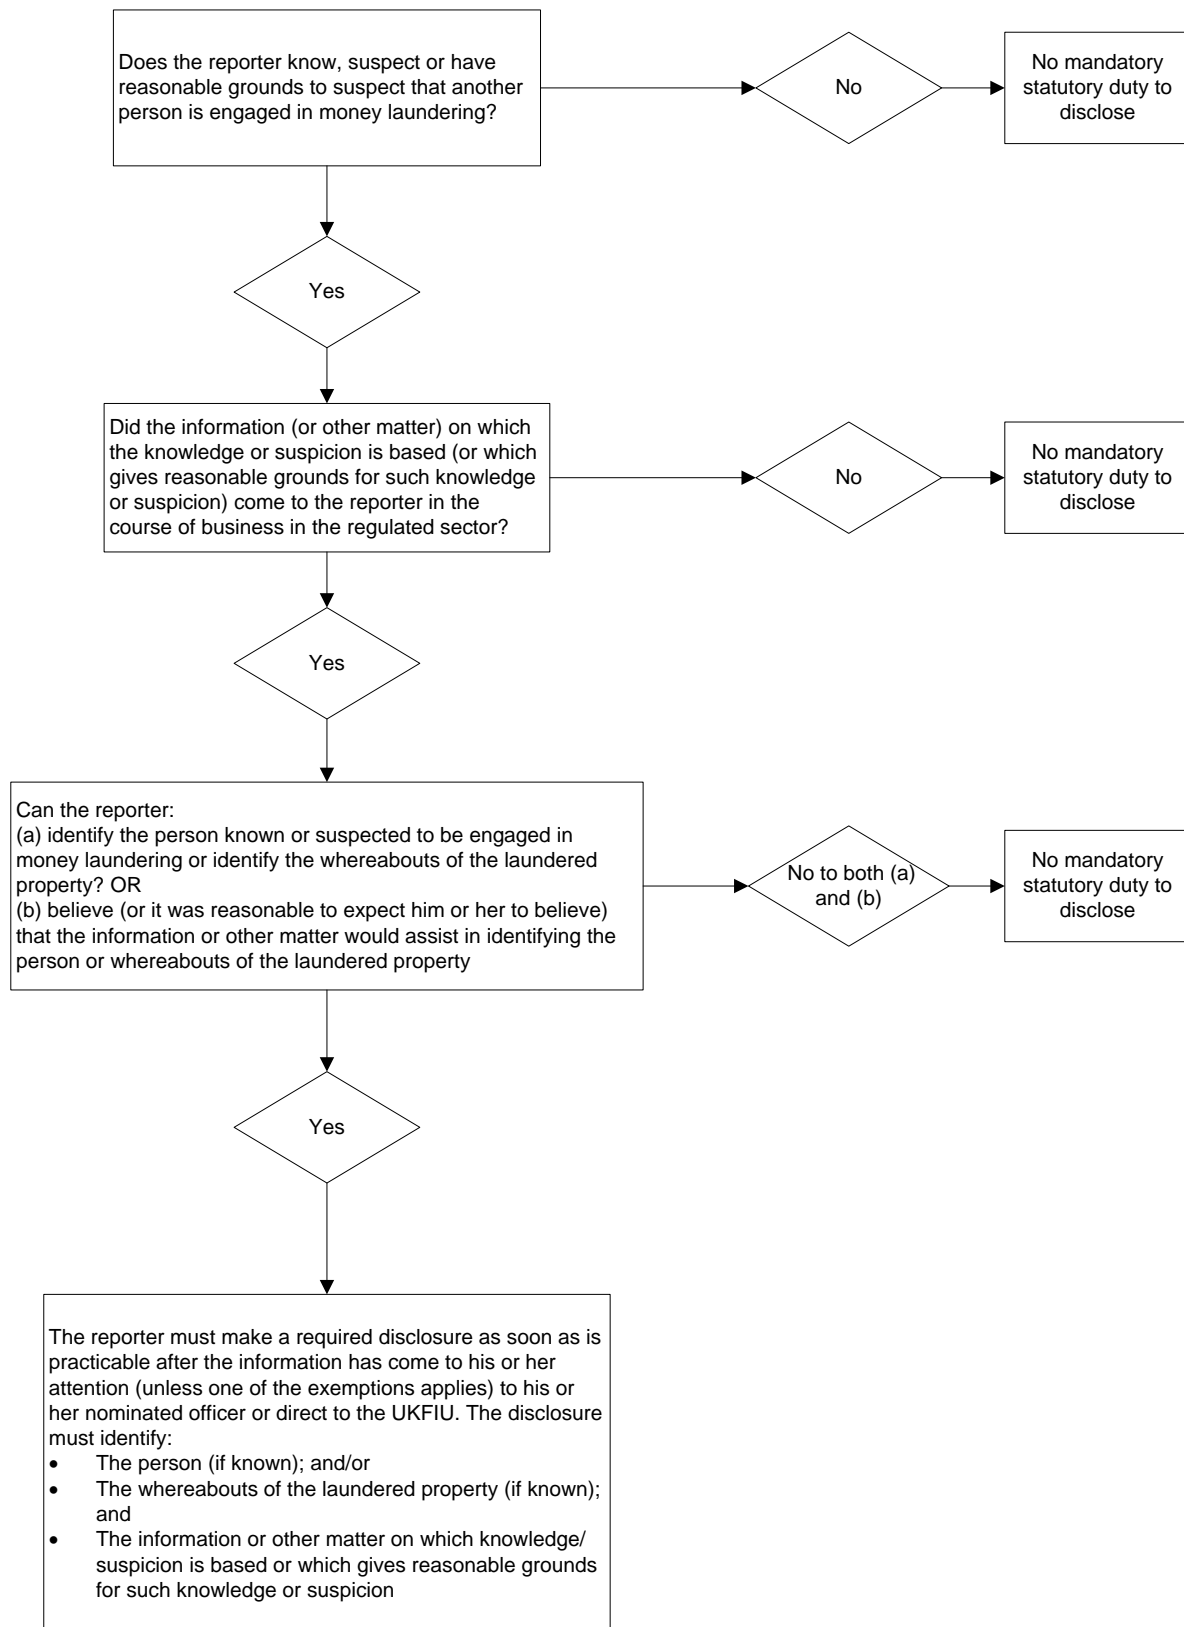 Does the reporter know, suspect or have
reasonable grounds to suspect that another
person is engaged in money laundering?
No
No mandatory
statutory duty to
disclose
Yes
Did the information (or other matter) on which
the knowledge or suspicion is based (or which
gives reasonable grounds for such knowledge
or suspicion) come to the reporter in the
course of business in the regulated sector?
No
No mandatory
statutory duty to
disclose
Yes
Can the reporter:
(a) identify the person known or suspected to be engaged in
money laundering or identify the whereabouts of the laundered
property? OR
(b) believe (or it was reasonable to expect him or her to believe)
that the information or other matter would assist in identifying the
person or whereabouts of the laundered property
No to both (a)
and (b)
No mandatory
statutory duty to
disclose
Yes
The reporter must make a required disclosure as soon as is
practicable after the information has come to his or her
attention (unless one of the exemptions applies) to his or
her nominated officer or direct to the UKFIU. The disclosure
must identify:
• The person (if known); and/or
• The whereabouts of the laundered property (if known);
and
• The information or other matter on which knowledge/
suspicion is based or which gives reasonable grounds
for such knowledge or suspicion